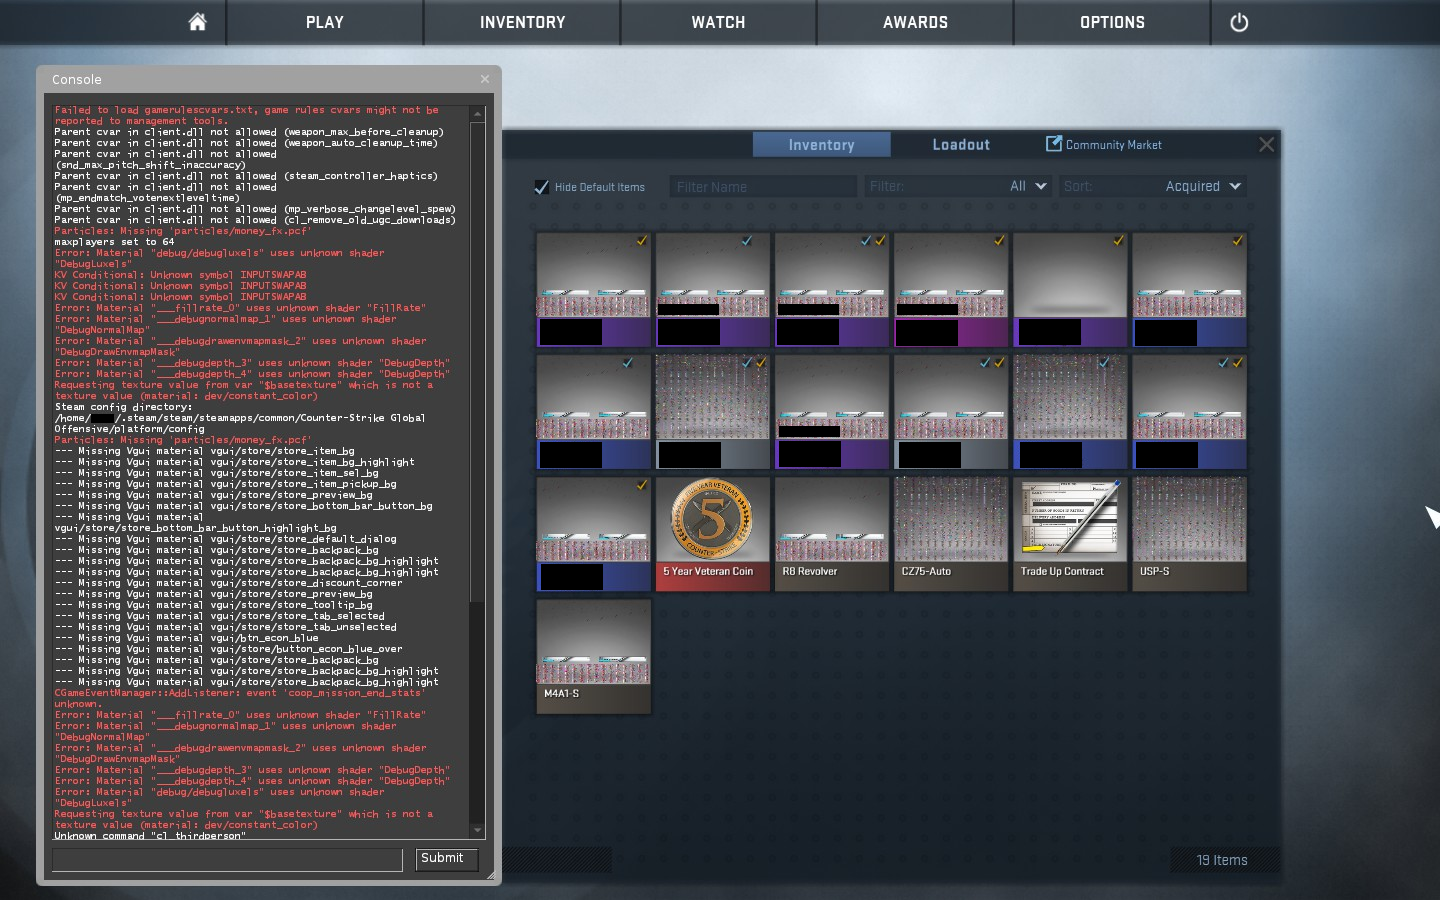 PLAY
INVENTORY
WATCH
AWARDS
OPTIONS
Console
Failed to load gamerulescvars.txt, game rules cvars might not be
reported to management tools.
Parent cvar in client.dll not allowed (weapon_max_before_cleanup)
Parent cvar in client.dll not allowed (weapon_auto_cleanup_time)
Parent cvar in client.dll not allowed
(snd_max_pitch_shift_inaccuracy)
Parent cvar in client.dll not allowed (steam_controller_haptics)
Parent cvar in client.dll not allowed
(mp_endmatch_votenextleveltime)
Parent cvar in client.dll not allowed (mp_verbose_changelevel_spew)
Parent cvar in client.dll not allowed (cl_remove_old_ugc_downloads)
Particles: Missing 'particles/money_fx.pcf'
maxplayers set to 64
Error: Material "debug/debugluxels" uses unknown shader
"DebugLuxels"
KV Conditional: Unknown symbol INPUTSWAPAB
KV Conditional: Unknown symbol INPUTSWAPAB
KV Conditional: Unknown symbol INPUTSWAPAB
Error: Material "___fillrate_0" uses unknown shader "FillRate"
Error: Material "___debugnormalmap_1" uses unknown shader
"DebugNormalMap"
Error: Material "___debugdrawenvmapmask_2" uses unknown shader
"DebugDrawEnvmapMask"
Error: Material "___debugdepth_3" uses unknown shader "DebugDepth"
Error: Material "___debugdepth_4" uses unknown shader "DebugDepth"
Requesting texture value from var "$basetexture" which is not a
texture value (material: dev/constant_color)
Steam config directory:
/home/ /.steam/steam/steamapps/common/Counter-Strike Global
Offensive/platform/config
Particles: Missing 'particles/money_fx.pcf'
--- Missing Vgui material vgui/store/store_item_bg
--- Missing Vgui material vgui/store/store_item_bg_highlight
--- Missing Vgui material vgui/store/store_item_sel_bg
--- Missing Vgui material vgui/store/store_item_pickup_bg
--- Missing Vgui material vgui/store/store_preview_bg
--- Missing Vgui material vgui/store/store_bottom_bar_button_bg
--- Missing Vgui material
vgui/store/store_bottom_bar_button_highlight_bg
--- Missing Vgui material vgui/store/store_default_dialog
--- Missing Vgui material vgui/store/store_backpack_bg
--- Missing Vgui material vgui/store/store_backpack_bg_highlight
--- Missing Vgui material vgui/store/store_backpack_bg_highlight
--- Missing Vgui material vgui/store/store_discount_corner
--- Missing Vgui material vgui/store/store_preview_bg
--- Missing Vgui material vgui/store/store_tooltip_bg
--- Missing Vgui material vgui/store/store_tab_selected
--- Missing Vgui material vgui/store/store_tab_unselected
--- Missing Vgui material vgui/btn_econ_blue
--- Missing Vgui material vgui/store/button_econ_blue_over
--- Missing Vgui material vgui/store/store_backpack_bg
--- Missing Vgui material vgui/store/store_backpack_bg_highlight
--- Missing Vgui material vgui/store/store_backpack_bg_highlight
CGameEventManager::AddListener: event 'coop_mission_end_stats'
unknown.
Error: Material "___fillrate_0" uses unknown shader "FillRate"
Error: Material "___debugnormalmap_1" uses unknown shader
"DebugNormalMap"
Error: Material "___debugdrawenvmapmask_2" uses unknown shader
"DebugDrawEnvmapMask"
Error: Material "___debugdepth_3" uses unknown shader "DebugDepth"
Error: Material "___debugdepth_4" uses unknown shader "DebugDepth"
Error: Material "debug/debugluxels" uses unknown shader
"DebugLuxels"
Requesting texture value from var "$basetexture" which is not a
texture value (material: dev/constant_color)
Unknown command "cl_thirdperson"
Submit
Inventory
Loadout
Community Market
Hide Default Items
Filter Name
Filter:
All
Sort:
Acquired
5
5 Year Veteran Coin
R8 Revolver
CZ75-Auto
Trade Up Contract
USP-S
M4A1-S
19 Items